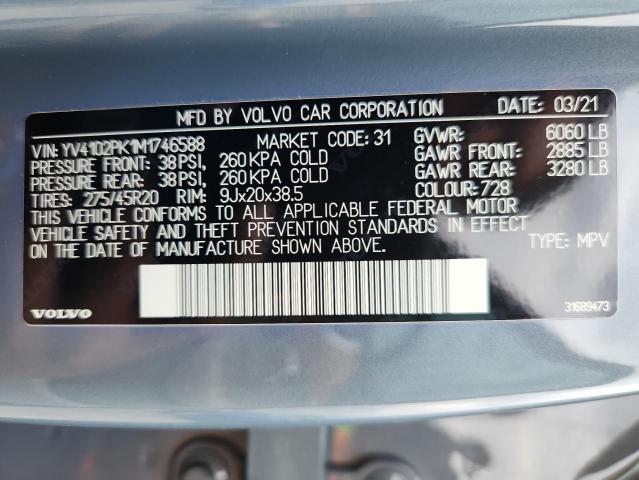 MFD BY VOLVO CAR CORPORATION DATE: 03/21
VIN: YV4102PK1M1746588 MARKET CODE: 31 GVWR: 6060 LB
PRESSURE FRONT: 38 PSI, 260 KPA COLD GAWR FRONT: 2885 LB
PRESSURE REAR: 38 PSI, 260 KPA COLD GAWR REAR: 3280 LB
TIRES: 275/45R20 RIM: 9Jx20x38.5 COLOUR: 728
THIS VEHICLE CONFORMS TO ALL APPLICABLE FEDERAL MOTOR
VEHICLE SAFETY AND THEFT PREVENTION STANDARDS IN EFFECT
ON THE DATE OF MANUFACTURE SHOWN ABOVE. TYPE: MPV
VOLVO 31689473